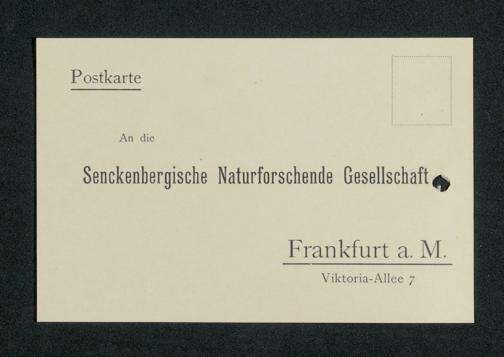 Postkarte
An die
Senckenbergische Naturforschende Gesellschaft
Frankfurt a. M.
Viktoria-Allee 7